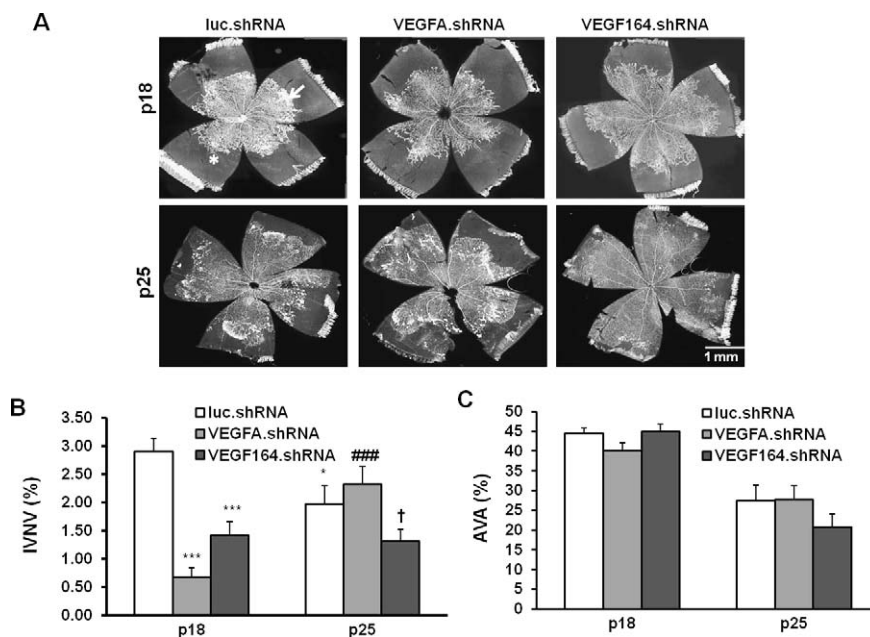 A
luc.shRNA VEGFA.shRNA VEGF164.shRNA
p18
*
p25
1 mm
B
IVNV (%)
3.50
3.00
2.50
2.00
1.50
1.00
0.50
0.00
luc.shRNA
VEGFA.shRNA
VEGF164.shRNA
***
***
*
###
†
p18 p25
C
AVA (%)
50
45
40
35
30
25
20
15
10
5
0
luc.shRNA
VEGFA.shRNA
VEGF164.shRNA
p18 p25